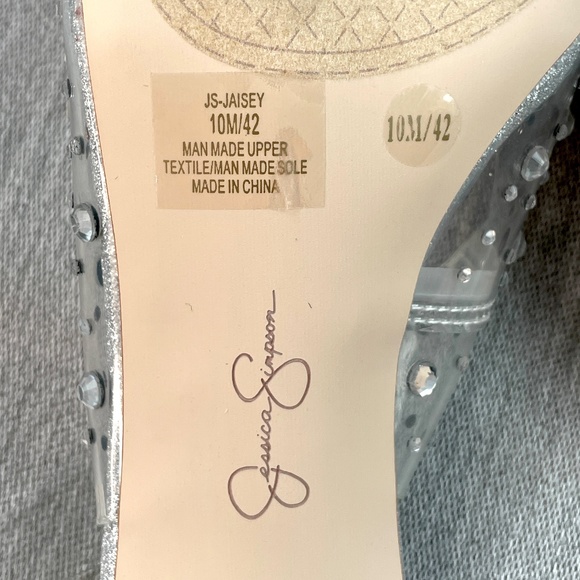 JS-JAISEY
10M/42
MAN MADE UPPER
TEXTILE/MAN MADE SOLE
MADE IN CHINA
10M/42
Jessica Simpson